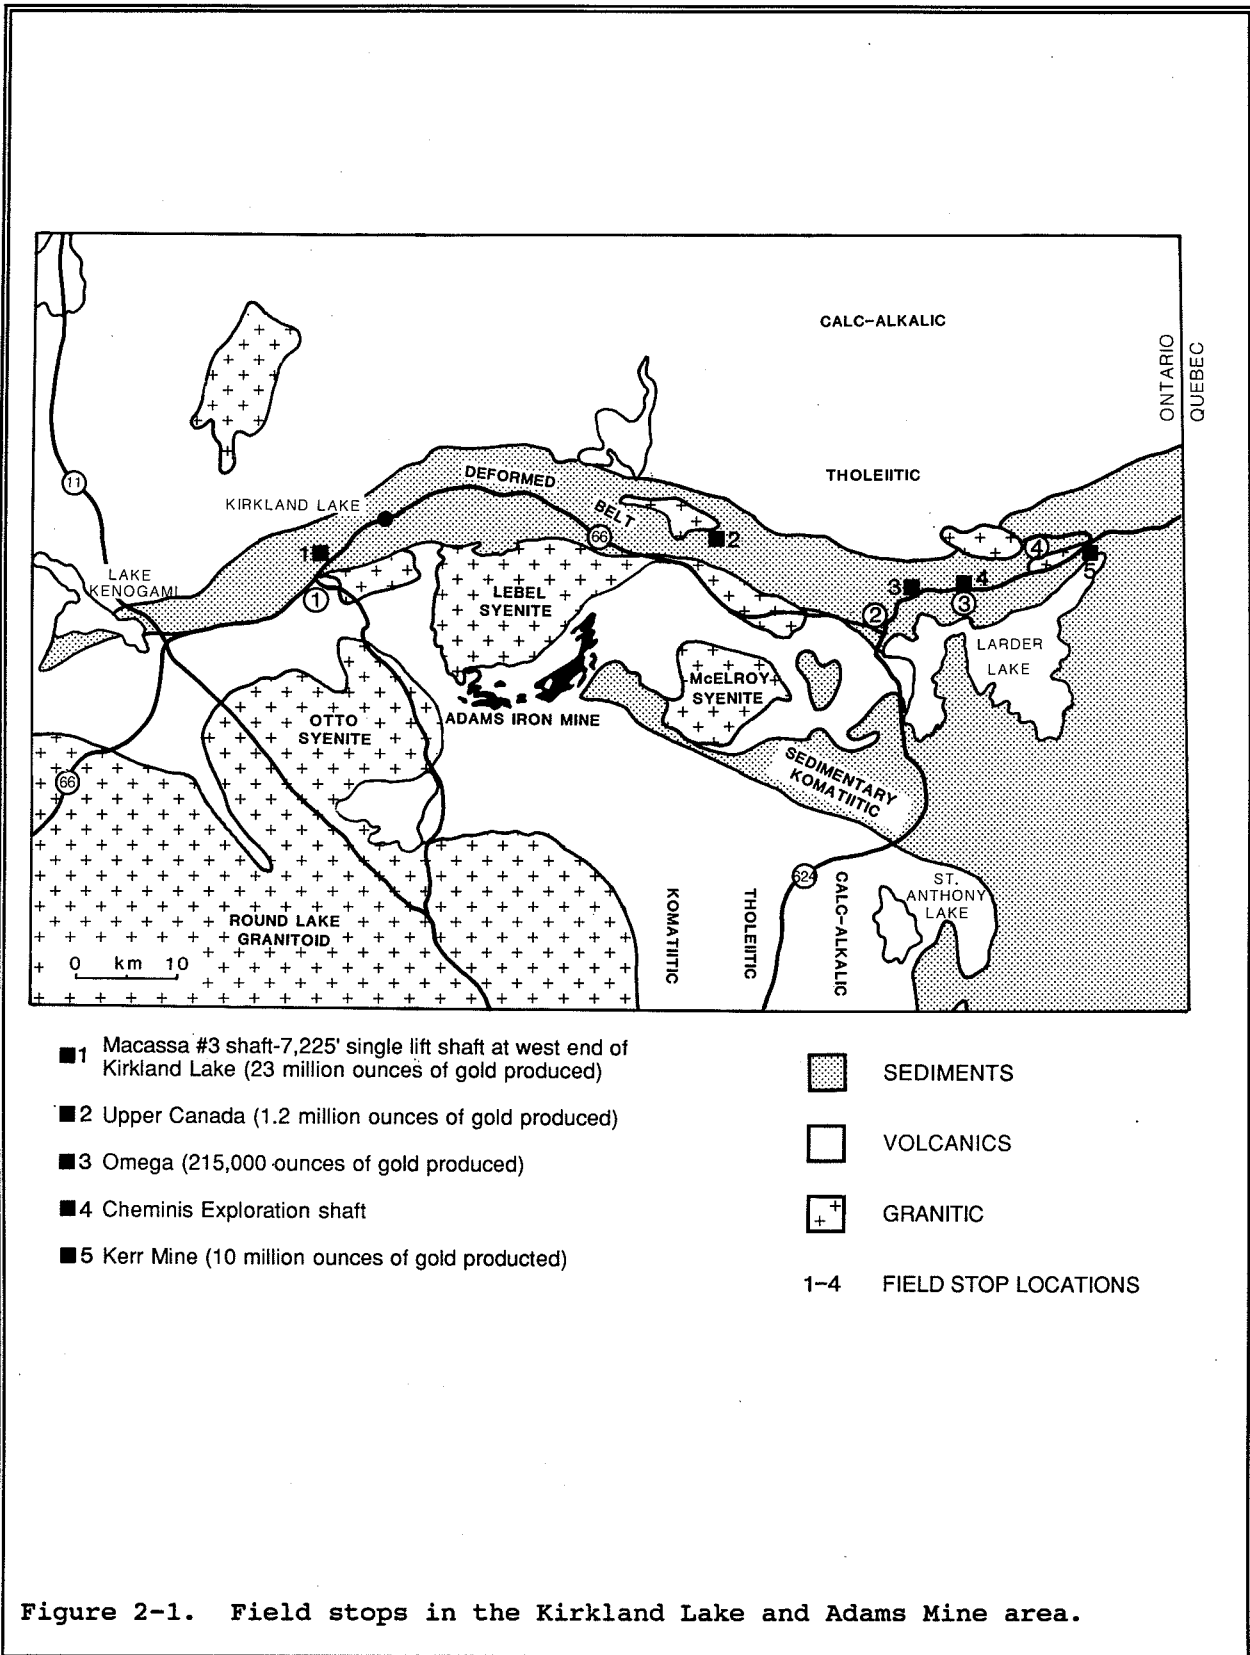 CALC-ALKALIC
ONTARIO
QUEBEC
THOLEIITIC
DEFORMED
BELT
11
KIRKLAND LAKE
66
1
2
LAKE
KENOGAMI
1
LEBEL
SYENITE
3
4
2
3
4
5
LARDER
LAKE
McELROY
SYENITE
OTTO
SYENITE
ADAMS IRON MINE
SEDIMENTARY
KOMATIITIC
66
624
ST.
ANTHONY
LAKE
KOMATIITIC
THOLEIITIC
CALC-ALKALIC
ROUND LAKE
GRANITOID
0 km 10
1 Macassa #3 shaft-7,225' single lift shaft at west end of
Kirkland Lake (23 million ounces of gold produced)
2 Upper Canada (1.2 million ounces of gold produced)
3 Omega (215,000 ounces of gold produced)
4 Cheminis Exploration shaft
5 Kerr Mine (10 million ounces of gold producted)
SEDIMENTS
VOLCANICS
GRANITIC
1-4 FIELD STOP LOCATIONS
Figure 2-1. Field stops in the Kirkland Lake and Adams Mine area.